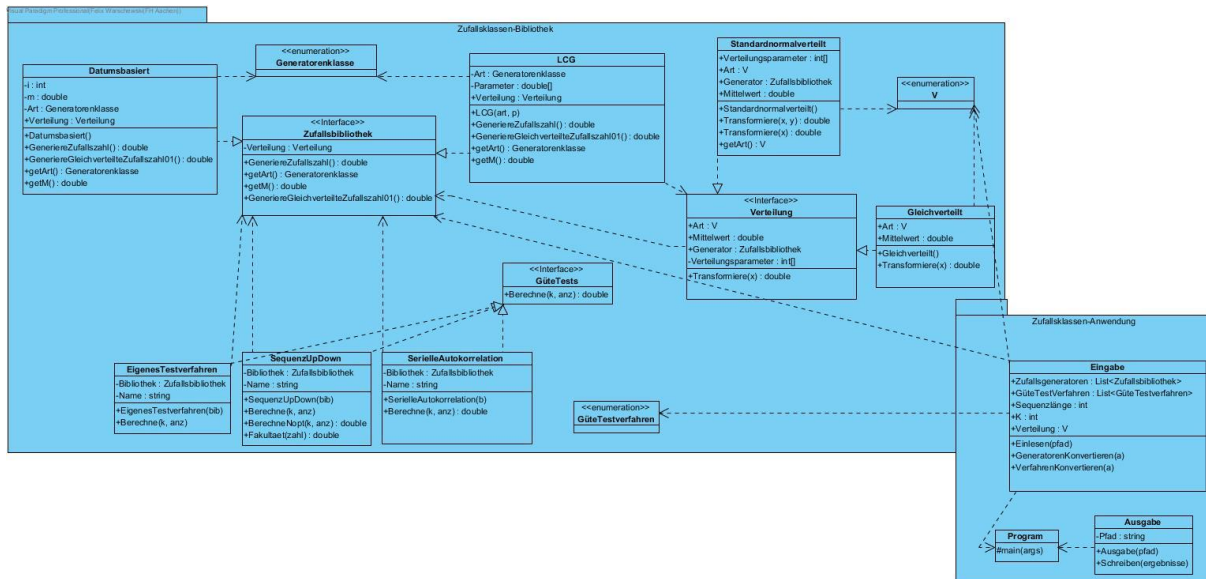 Visual Paradigm Professional(Felix Wanschewski(FH Aachen))
Zufallsklassen-Bibliothek
<<enumeration>>
Generatorenklasse
Datumsbasiert
-i : int
-m : double
-Art : Generatorenklasse
+Verteilung : Verteilung
+Datumsbasiert()
+GeneriereZufallszahl() : double
+GeneriereGleichverteilteZufallszahl01() : double
+getArt() : Generatorenklasse
+getM() : double
<<Interface>>
Zufallsbibliothek
-Verteilung : Verteilung
+GeneriereZufallszahl() : double
+getArt() : Generatorenklasse
+getM() : double
+GeneriereGleichverteilteZufallszahl01() : double
LCG
-Art : Generatorenklasse
-Parameter : double[]
+Verteilung : Verteilung
+LCG(art, p)
+GeneriereZufallszahl() : double
+GeneriereGleichverteilteZufallszahl01() : double
+getArt() : Generatorenklasse
+getM() : double
Standardnormalverteilt
+Verteilungsparameter : int[]
+Art : V
+Generator : Zufallsbibliothek
+Mittelwert : double
+Standardnormalverteilt()
+Transformiere(x, y) : double
+Transformiere(x) : double
+getArt() : V
<<enumeration>>
V
<<Interface>>
Verteilung
+Art : V
+Mittelwert : double
+Generator : Zufallsbibliothek
-Verteilungsparameter : int[]
+Transformiere(x) : double
Gleichverteilt
+Art : V
+Mittelwert : double
+Gleichverteilt()
+Transformiere(x) : double
<<Interface>>
GüteTests
+Berechne(k, anz) : double
EigenesTestverfahren
-Bibliothek : Zufallsbibliothek
-Name : string
+EigenesTestverfahren(bib)
+Berechne(k, anz)
SequenzUpDown
-Bibliothek : Zufallsbibliothek
-Name : string
+SequenzUpDown(bib)
+Berechne(k, anz)
+BerechneNopt(k, anz) : double
+Fakultaet(zahl) : double
SerielleAutokorrelation
-Bibliothek : Zufallsbibliothek
-Name : string
+SerielleAutokorrelation(b)
+Berechne(k, anz) : double
<<enumeration>>
GüteTestverfahren
Zufallsklassen-Anwendung
Eingabe
+Zufallsgeneratoren : List<Zufallsbibliothek>
+GüteTestVerfahren : List<GüteTestverfahren>
+Sequenzlänge : int
+K : int
+Verteilung : V
+Einlesen(pfad)
+GeneratorenKonvertieren(a)
+VerfahrenKonvertieren(a)
Program
#main(args)
Ausgabe
-Pfad : string
+Ausgabe(pfad)
+Schreiben(ergebnisse)